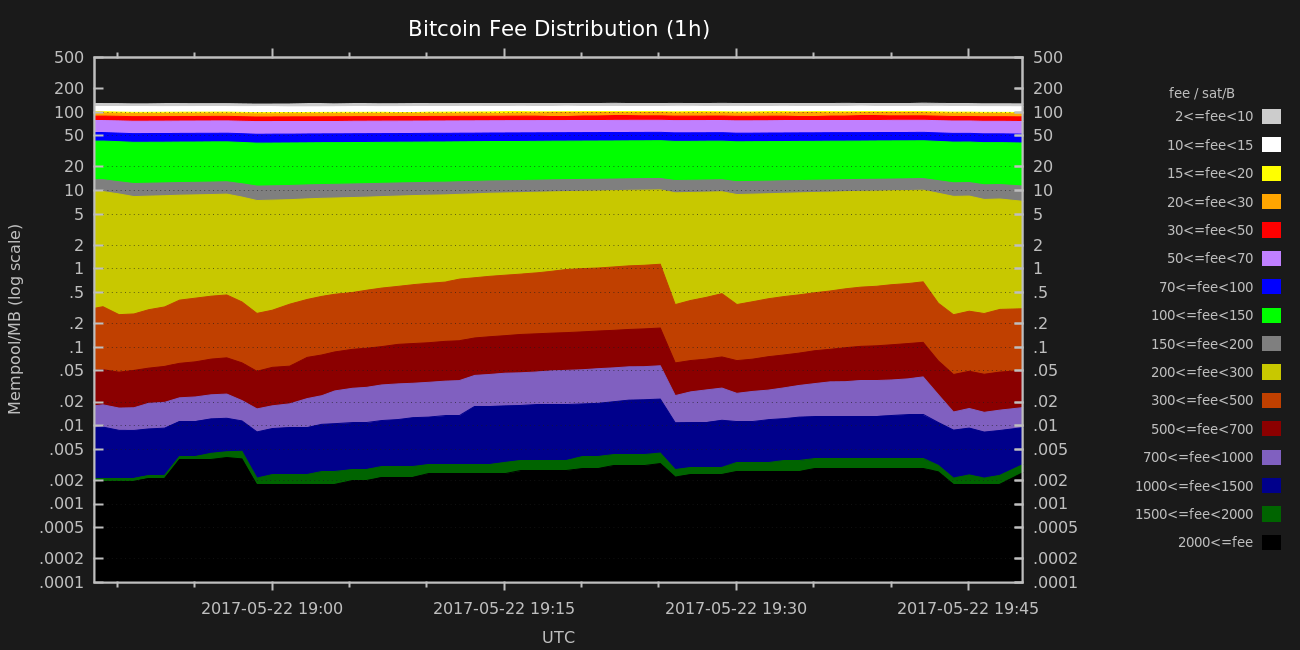 Bitcoin Fee Distribution (1h)
Mempool/MB (log scale)
500
200
100
50
20
10
5
2
1
.5
.2
.1
.05
.02
.01
.005
.002
.001
.0005
.0002
.0001
500
200
100
50
20
10
5
2
1
.5
.2
.1
.05
.02
.01
.005
.002
.001
.0005
.0002
.0001
2017-05-22 19:00 2017-05-22 19:15 2017-05-22 19:30 2017-05-22 19:45
UTC
fee / sat/B
2<=fee<10
10<=fee<15
15<=fee<20
20<=fee<30
30<=fee<50
50<=fee<70
70<=fee<100
100<=fee<150
150<=fee<200
200<=fee<300
300<=fee<500
500<=fee<700
700<=fee<1000
1000<=fee<1500
1500<=fee<2000
2000<=fee